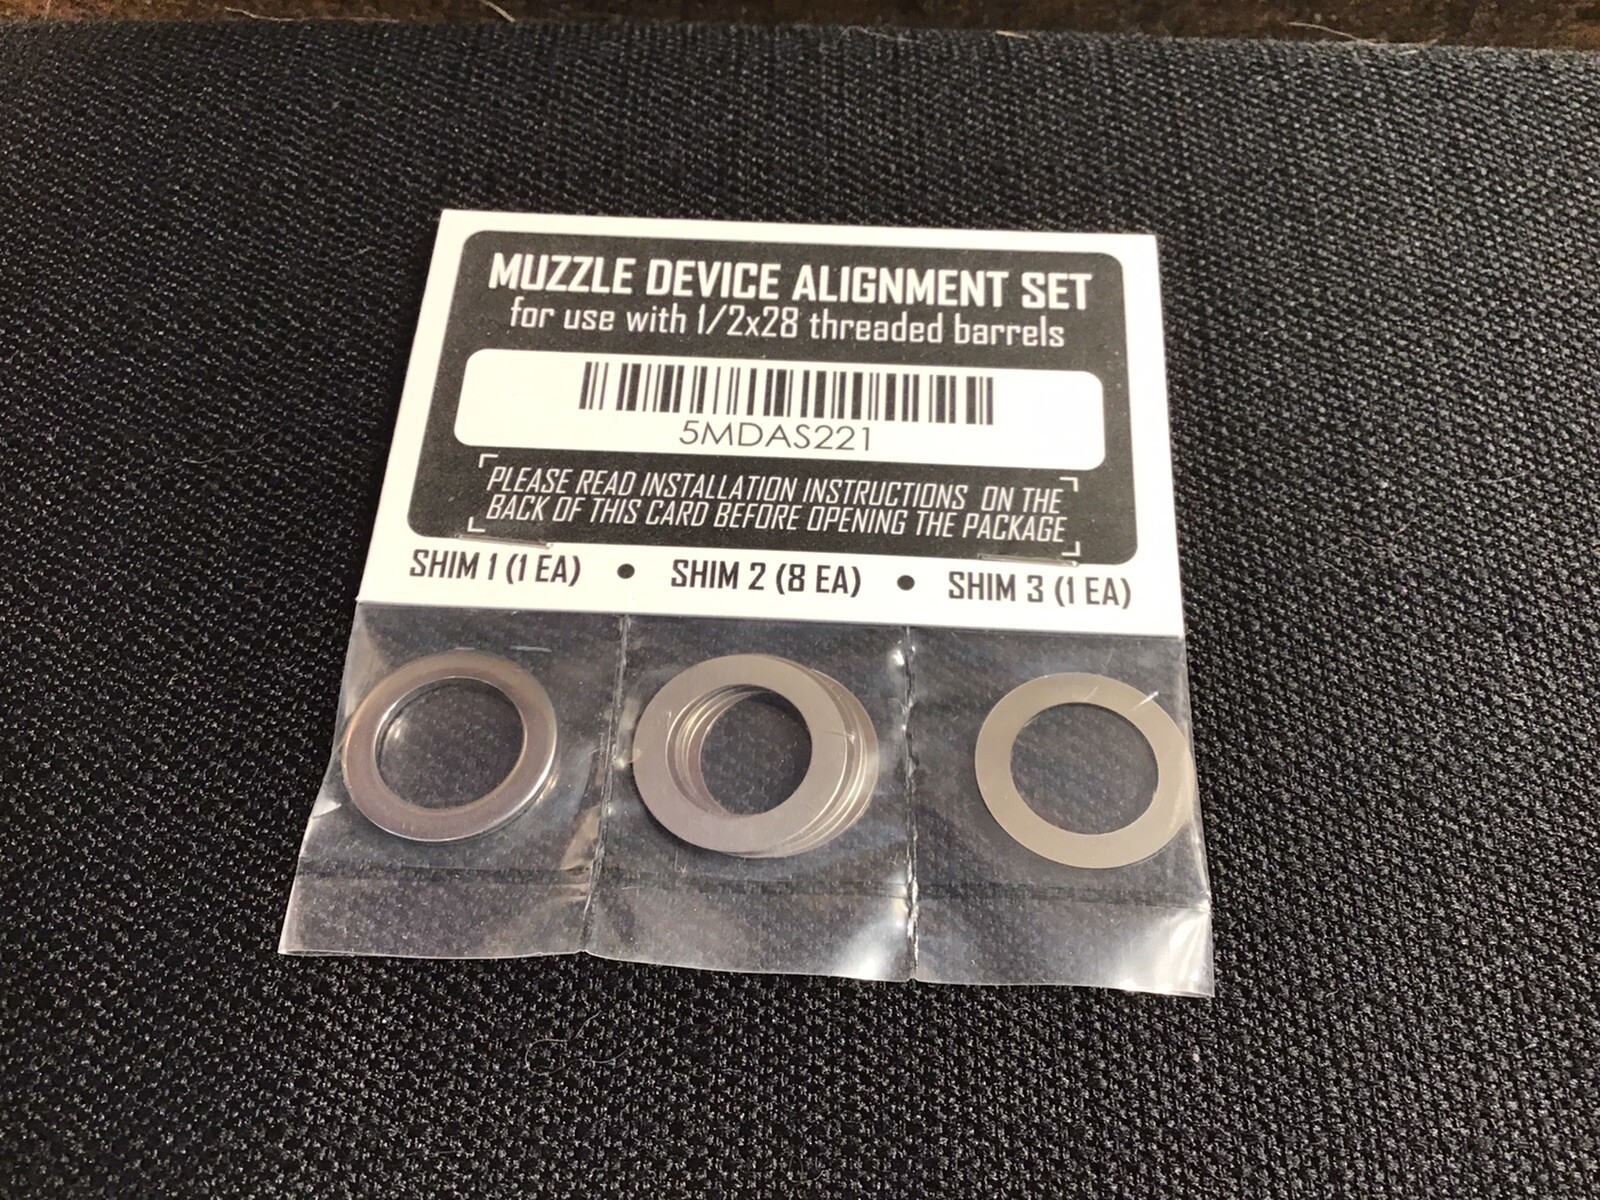 MUZZLE DEVICE ALIGNMENT SET
for use with 1/2x28 threaded barrels
5MDAS221
PLEASE READ INSTALLATION INSTRUCTIONS ON THE
BACK OF THIS CARD BEFORE OPENING THE PACKAGE
SHIM 1 (1 EA) • SHIM 2 (8 EA) • SHIM 3 (1 EA)